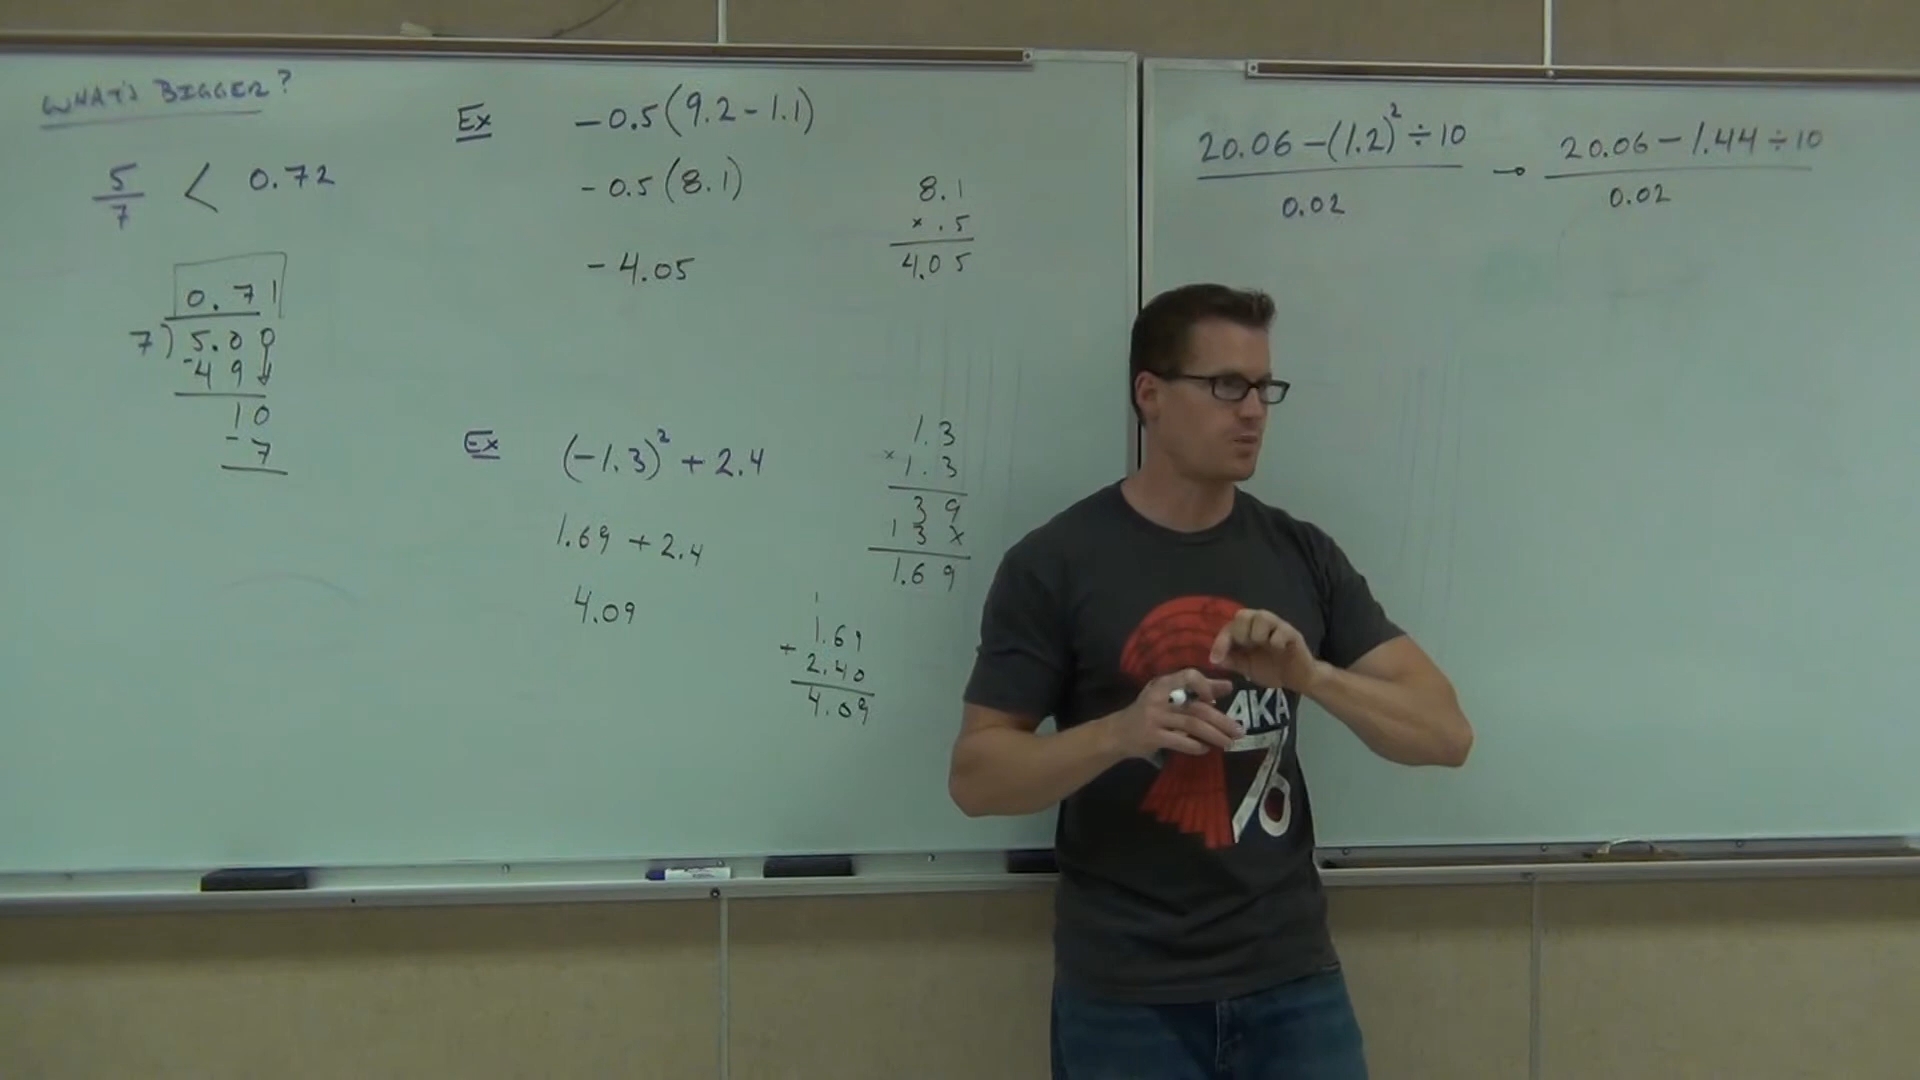 WHAT'S BIGGER?
5/7 < 0.72
0.71
7)5.00
-49
10
-7
Ex -0.5(9.2-1.1)
-0.5(8.1)
-4.05
8.1
× .5
4.05
Ex (-1.3)² + 2.4
1.69 + 2.4
4.09
1.3
× 1.3
39
13x
1.69
1
1.69
+ 2.40
4.09
20.06-(1.2)²÷10 → 20.06-1.44÷10
0.02 0.02
AKA
76